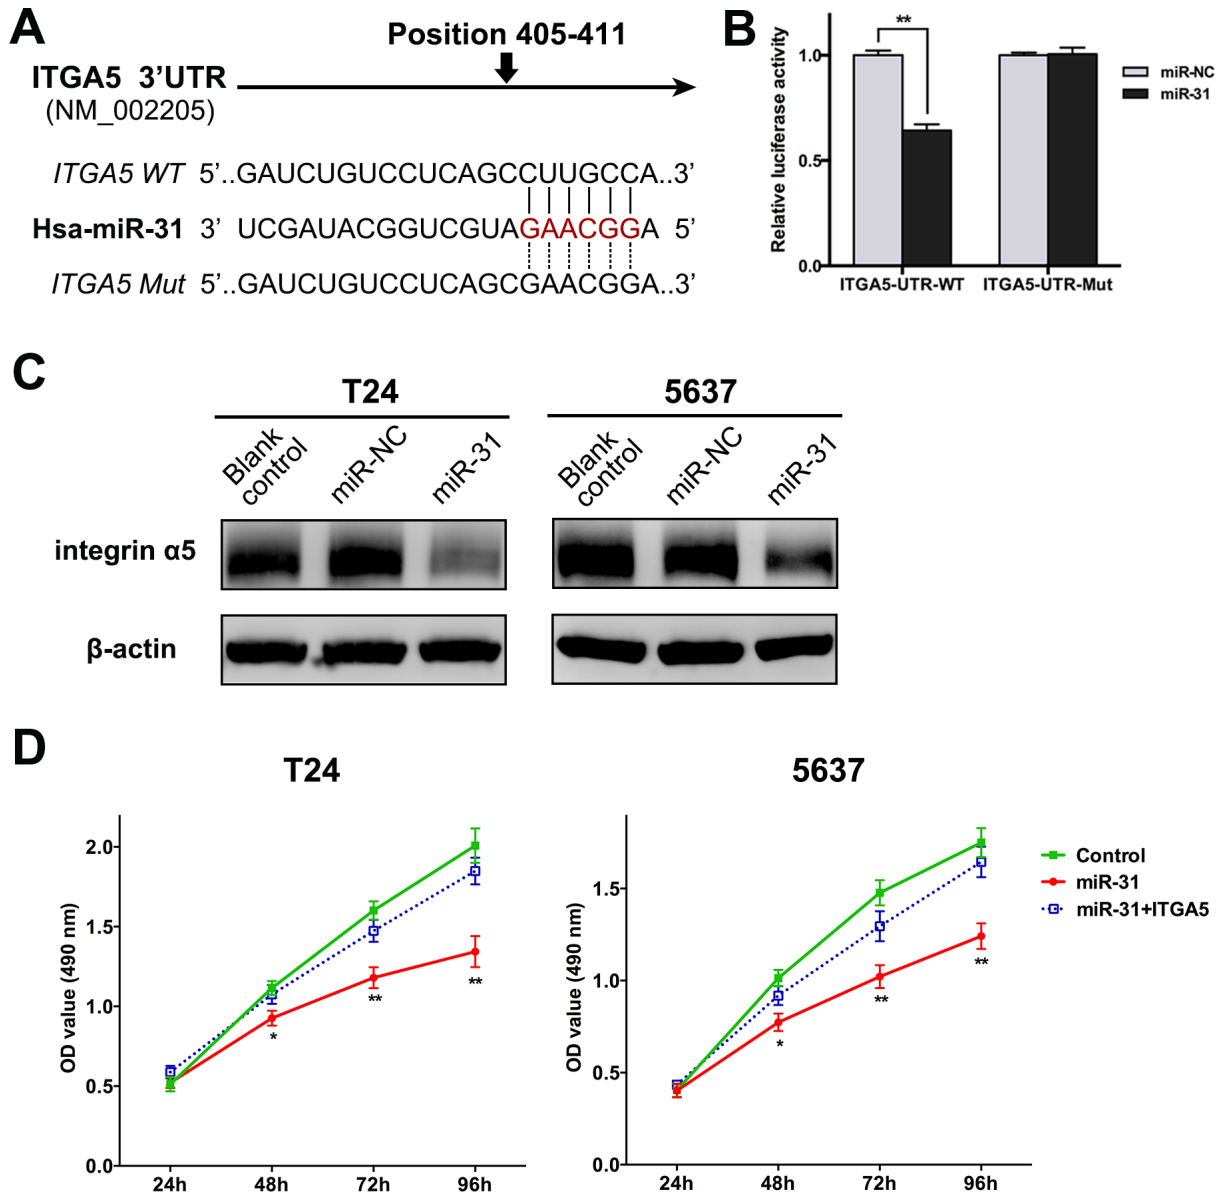 A
Position 405-411
ITGA5 3’UTR
(NM_002205)
ITGA5 WT 5’..GAUCUGUCCUCAGCCUUGCCA..3’
Hsa-miR-31 3’ UCGAUACGGUCGUAGAACGGA 5’
ITGA5 Mut 5’..GAUCUGUCCUCAGCGAACGGA..3’
B
Relative luciferase activity
1.0
0.5
0.0
**
ITGA5-UTR-WT ITGA5-UTR-Mut
miR-NC
miR-31
C
T24 5637
Blank control miR-NC miR-31 Blank control miR-NC miR-31
integrin α5
β-actin
D
T24
OD value (490 nm)
2.0
1.5
1.0
0.5
0.0
*
**
**
24h 48h 72h 96h
5637
OD value (490 nm)
1.5
1.0
0.5
0.0
*
**
**
24h 48h 72h 96h
Control
miR-31
miR-31+ITGA5